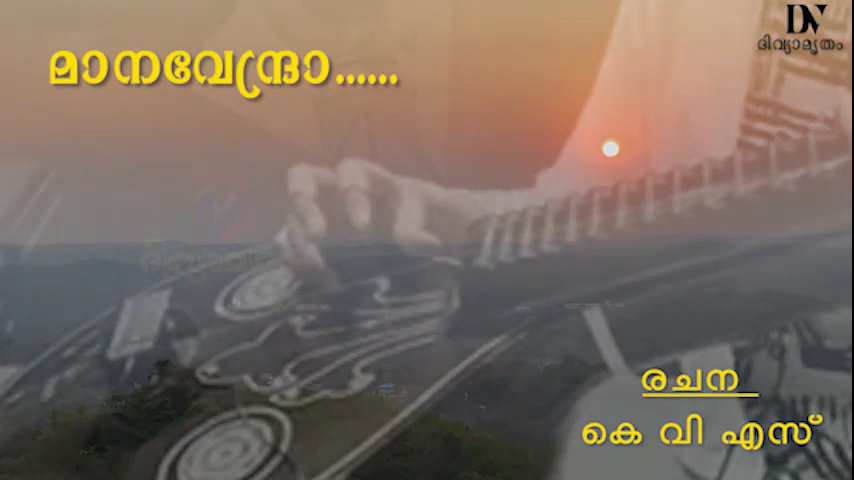 DV
ദിവ്യാമൃതം
മാനവേന്ദ്രാ......
രചന
കെ വി എസ്